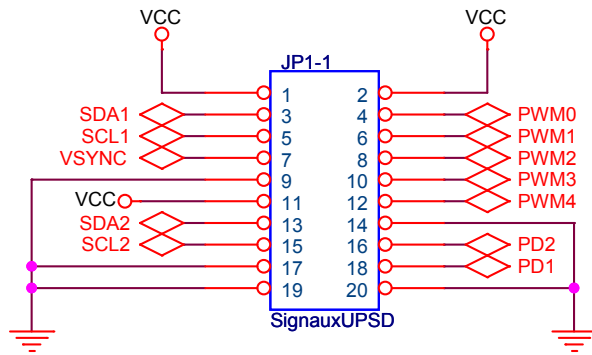 VCC VCC
JP1-1
1 2
SDA1 3 4 PWM0
SCL1 5 6 PWM1
VSYNC 7 8 PWM2
9 10 PWM3
VCC 11 12 PWM4
SDA2 13 14
SCL2 15 16 PD2
17 18 PD1
19 20
SignauxUPSD